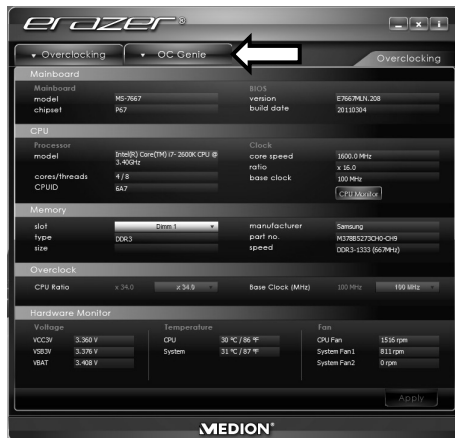 erazer®
Overclocking OC Genie Overclocking
Mainboard
Mainboard BIOS
model MS-7667 version E7667MLN.208
chipset P67 build date 20110304
CPU
Processor Clock
model Intel(R) Core(TM) i7- 2600K CPU @ 3.40GHz core speed 1600.0 MHz
ratio x 16.0
cores/threads 4 / 8 base clock 100 MHz
CPUID 6A7 CPU Monitor
Memory
slot Dimm 1 manufacturer Samsung
type DDR3 part no. M378B5273CH0-CH9
size speed DDR3-1333 (667MHz)
Overclock
CPU Ratio x 34.0 x 34.0 Base Clock (MHz) 100 MHz 100 MHz
Hardware Monitor
Voltage Temperature Fan
VCC3V 3.360 V CPU 30 ºC / 86 ºF CPU Fan 1516 rpm
VSB3V 3.376 V System 31 ºC / 87 ºF System Fan1 811 rpm
VBAT 3.408 V System Fan2 0 rpm
Apply
MEDION®